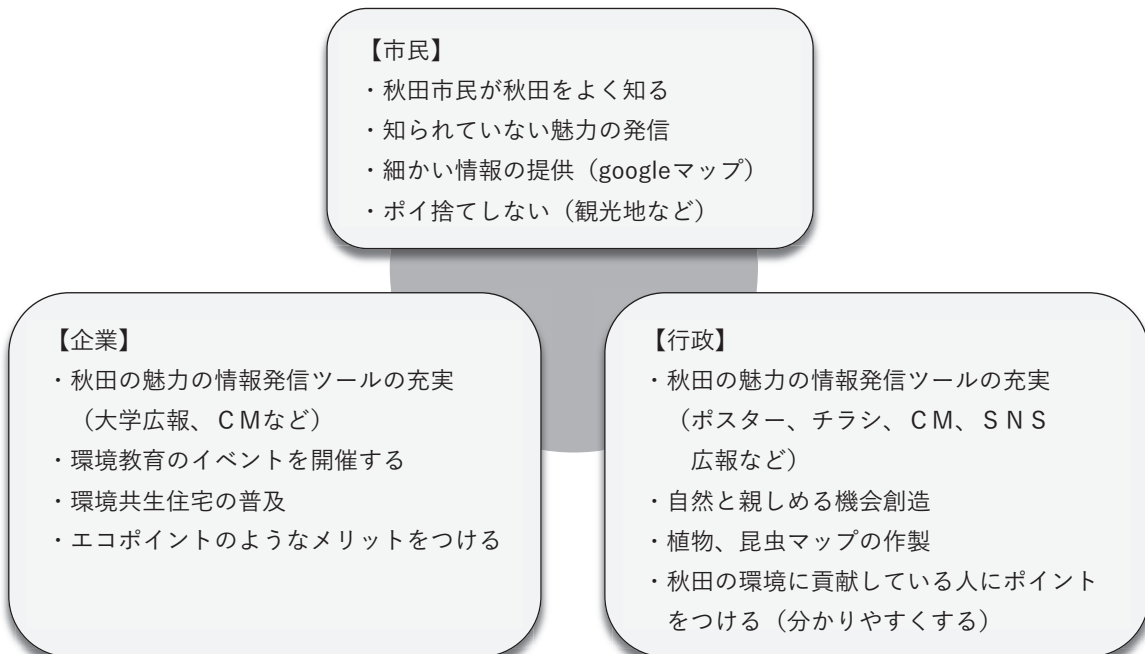 【市民】
・秋田市民が秋田をよく知る
・知られていない魅力の発信
・細かい情報の提供（googleマップ）
・ポイ捨てしない（観光地など）
【企業】
・秋田の魅力の情報発信ツールの充実
（大学広報、ＣＭなど）
・環境教育のイベントを開催する
・環境共生住宅の普及
・エコポイントのようなメリットをつける
【行政】
・秋田の魅力の情報発信ツールの充実
（ポスター、チラシ、ＣＭ、ＳＮＳ
広報など）
・自然と親しめる機会創造
・植物、昆虫マップの作製
・秋田の環境に貢献している人にポイント
をつける（分かりやすくする）